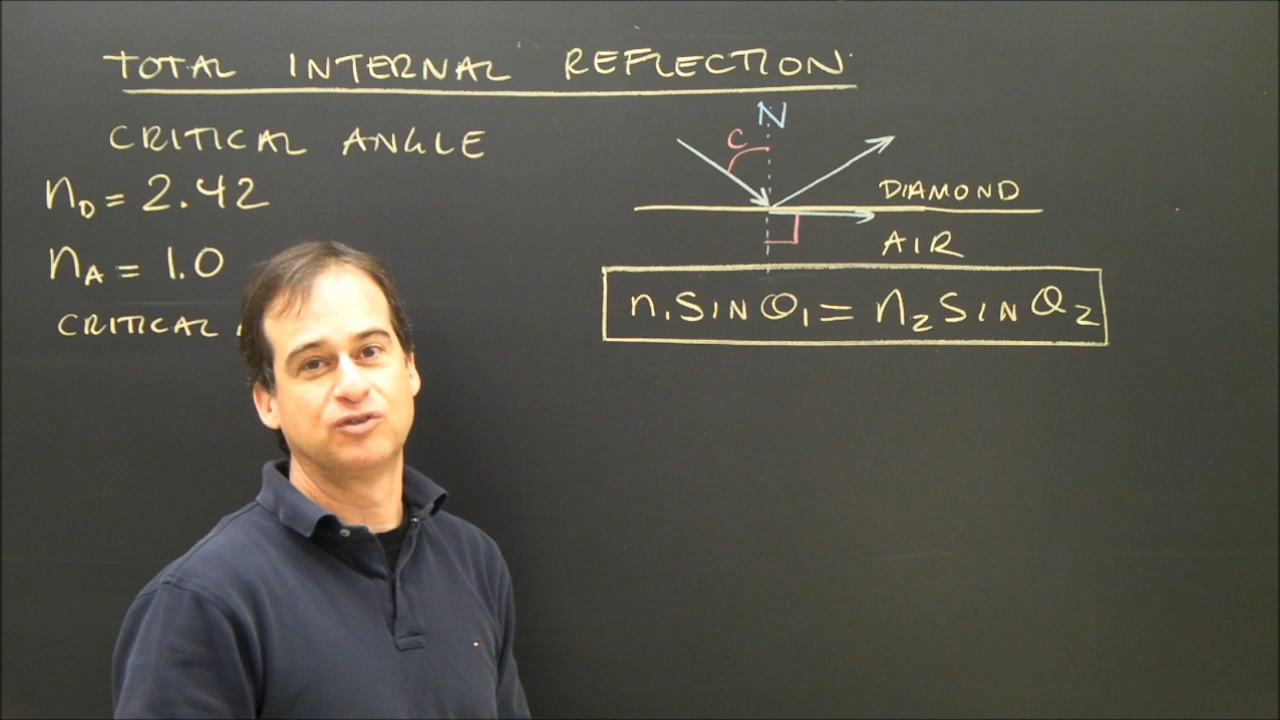 TOTAL INTERNAL REFLECTION
CRITICAL ANGLE
n_D = 2.42
n_A = 1.0
CRITICAL
N
C
DIAMOND
AIR
n₁ SIN θ₁ = n₂ SIN θ₂